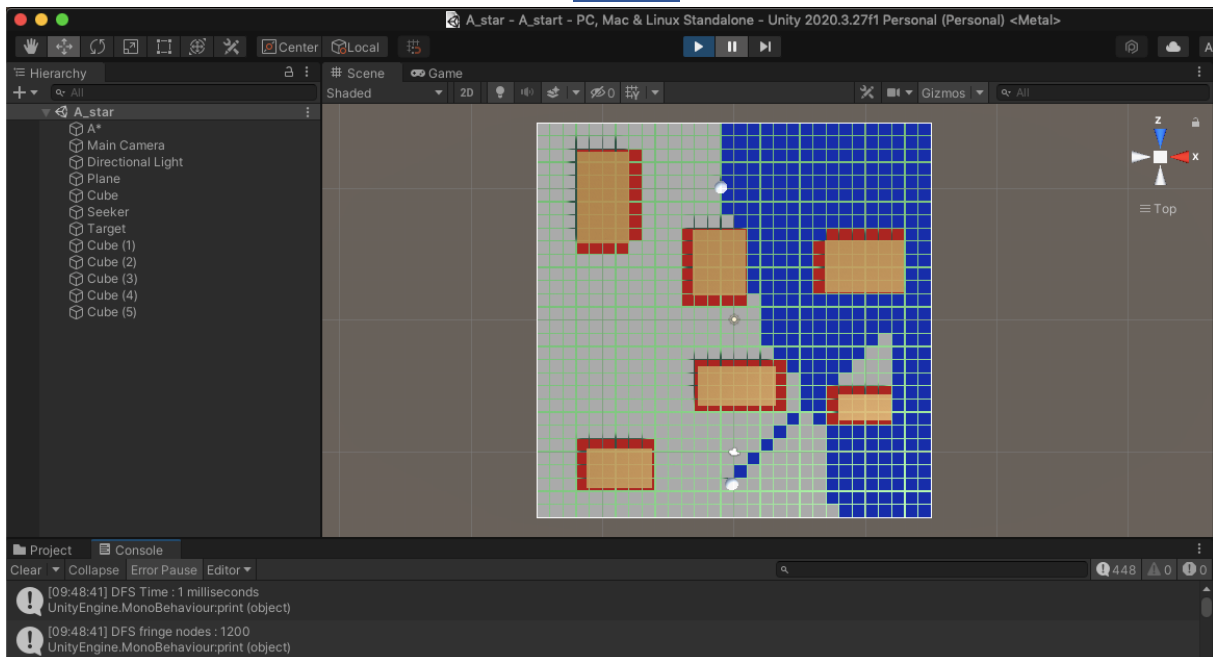 A_star - A_start - PC, Mac & Linux Standalone - Unity 2020.3.27f1 Personal (Personal) <Metal>
Center Local A
Hierarchy
Scene Game
All
Shaded 2D 0 Gizmos All
A_star
A*
Main Camera
Directional Light
Plane
Cube
Seeker
Target
Cube (1)
Cube (2)
Cube (3)
Cube (4)
Cube (5)
z
x
Top
Project Console
Clear Collapse Error Pause Editor 448 0 0
[09:48:41] DFS Time : 1 milliseconds
UnityEngine.MonoBehaviour:print (object)
[09:48:41] DFS fringe nodes : 1200
UnityEngine.MonoBehaviour:print (object)